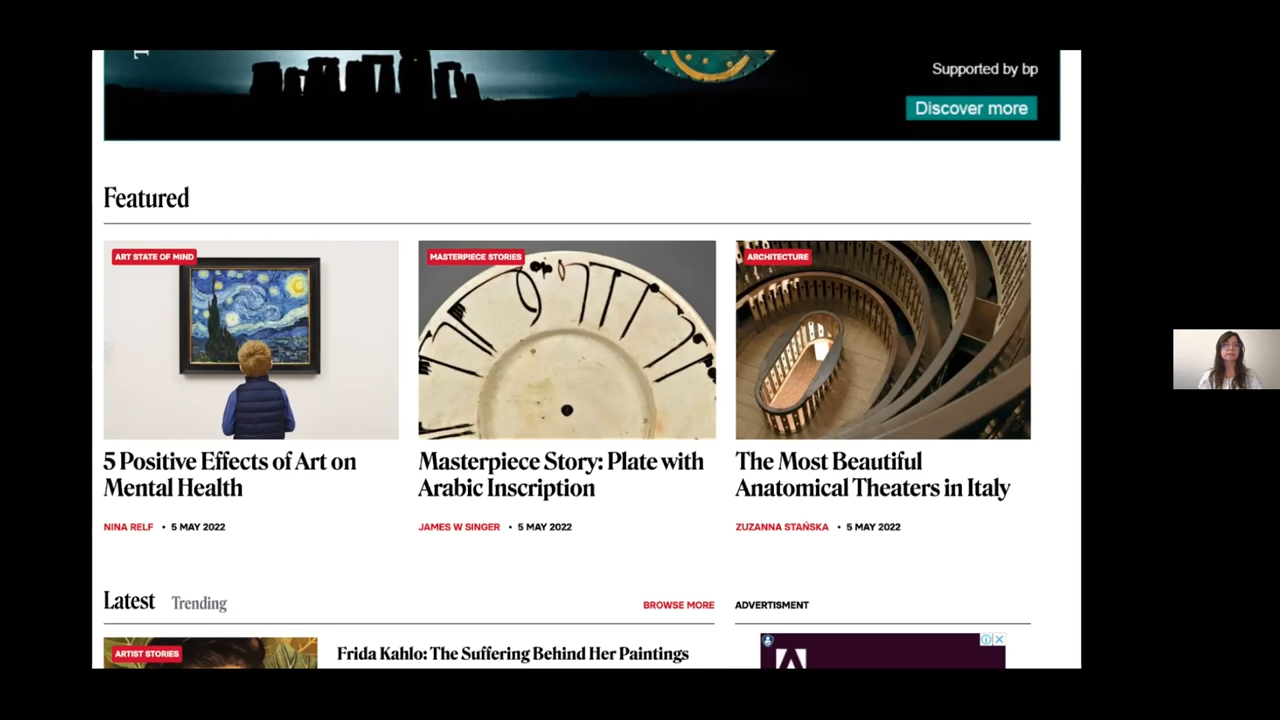 Supported by bp
Discover more
Featured
ART STATE OF MIND
MASTERPIECE STORIES
ARCHITECTURE
5 Positive Effects of Art on
Mental Health
Masterpiece Story: Plate with
Arabic Inscription
The Most Beautiful
Anatomical Theaters in Italy
NINA RELF • 5 MAY 2022
JAMES W SINGER • 5 MAY 2022
ZUZANNA STAŃSKA • 5 MAY 2022
Latest
Trending
BROWSE MORE
ADVERTISMENT
ARTIST STORIES
Frida Kahlo: The Suffering Behind Her Paintings